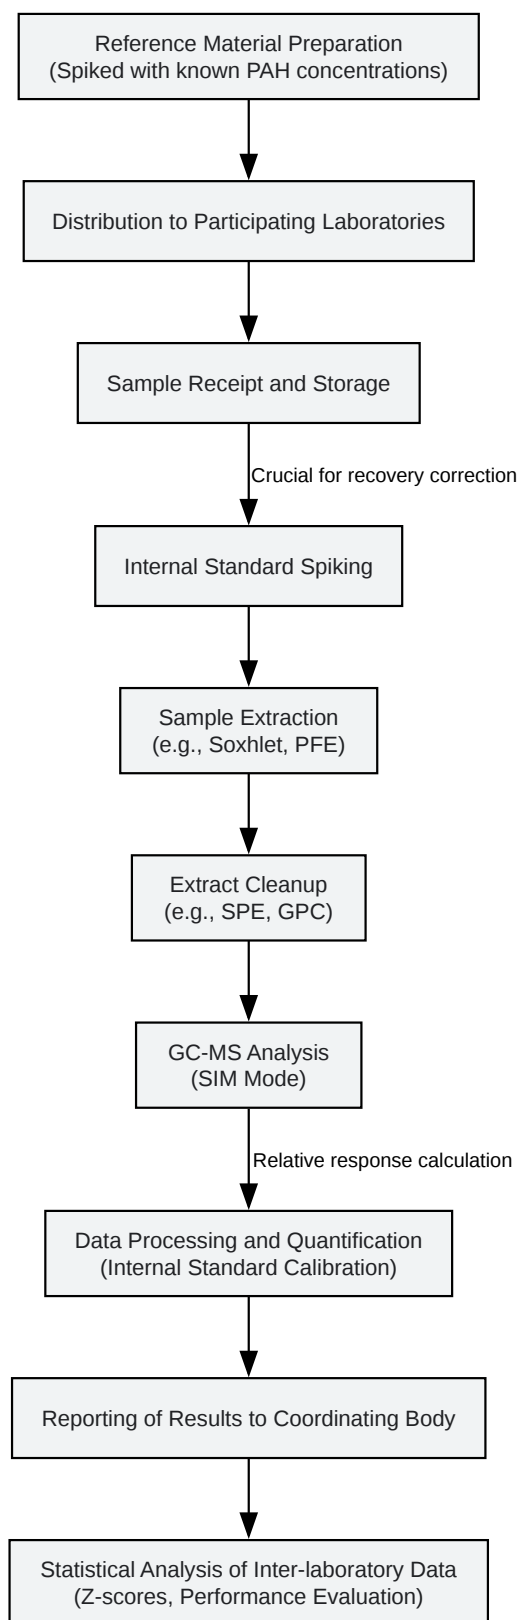 Reference Material Preparation
(Spiked with known PAH concentrations)
Distribution to Participating Laboratories
Sample Receipt and Storage
Crucial for recovery correction
Internal Standard Spiking
Sample Extraction
(e.g., Soxhlet, PFE)
Extract Cleanup
(e.g., SPE, GPC)
GC-MS Analysis
(SIM Mode)
Relative response calculation
Data Processing and Quantification
(Internal Standard Calibration)
Reporting of Results to Coordinating Body
Statistical Analysis of Inter-laboratory Data
(Z-scores, Performance Evaluation)